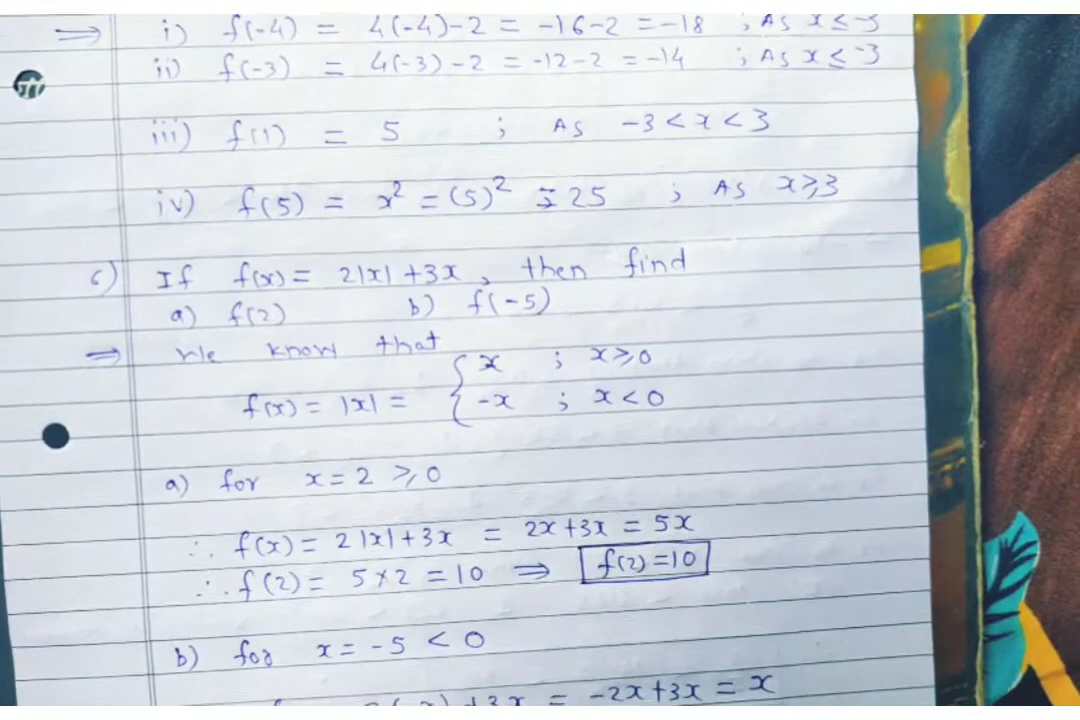 ⇒ i) f(-4) = 4(-4)-2 = -16-2 = -18 ; As x ≤ -3
ii) f(-3) = 4(-3)-2 = -12-2 = -14 ; As x ≤ -3
iii) f(1) = 5 ; As -3 < x < 3
iv) f(5) = x² = (5)² = 25 ; As x ≥ 3
6) If f(x) = 2|x| + 3x, then find
a) f(2) b) f(-5)
⇒ We know that
f(x) = |x| = { x ; x ≥ 0
-x ; x < 0
a) for x = 2 ≥ 0
∴ f(x) = 2|x| + 3x = 2x + 3x = 5x
∴ f(2) = 5 × 2 = 10 ⇒ f(2) = 10
b) for x = -5 < 0
= -2x + 3x = x